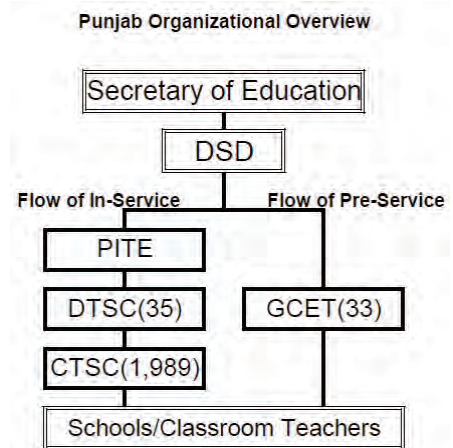 Punjab Organizational Overview
Secretary of Education
DSD
Flow of In-Service
Flow of Pre-Service
PITE
DTSC(35)
GCET(33)
CTSC(1,989)
Schools/Classroom Teachers